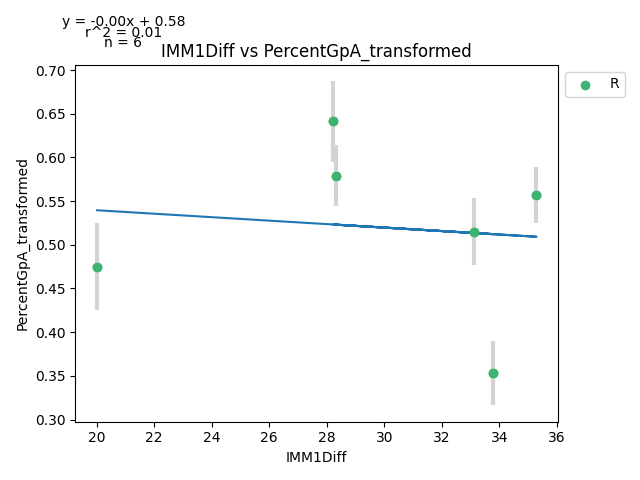 y = -0.00x + 0.58
r^2 = 0.01
n = 6
IMM1Diff vs PercentGpA_transformed
R
PercentGpA_transformed
0.70
0.65
0.60
0.55
0.50
0.45
0.40
0.35
0.30
20 22 24 26 28 30 32 34 36
IMM1Diff